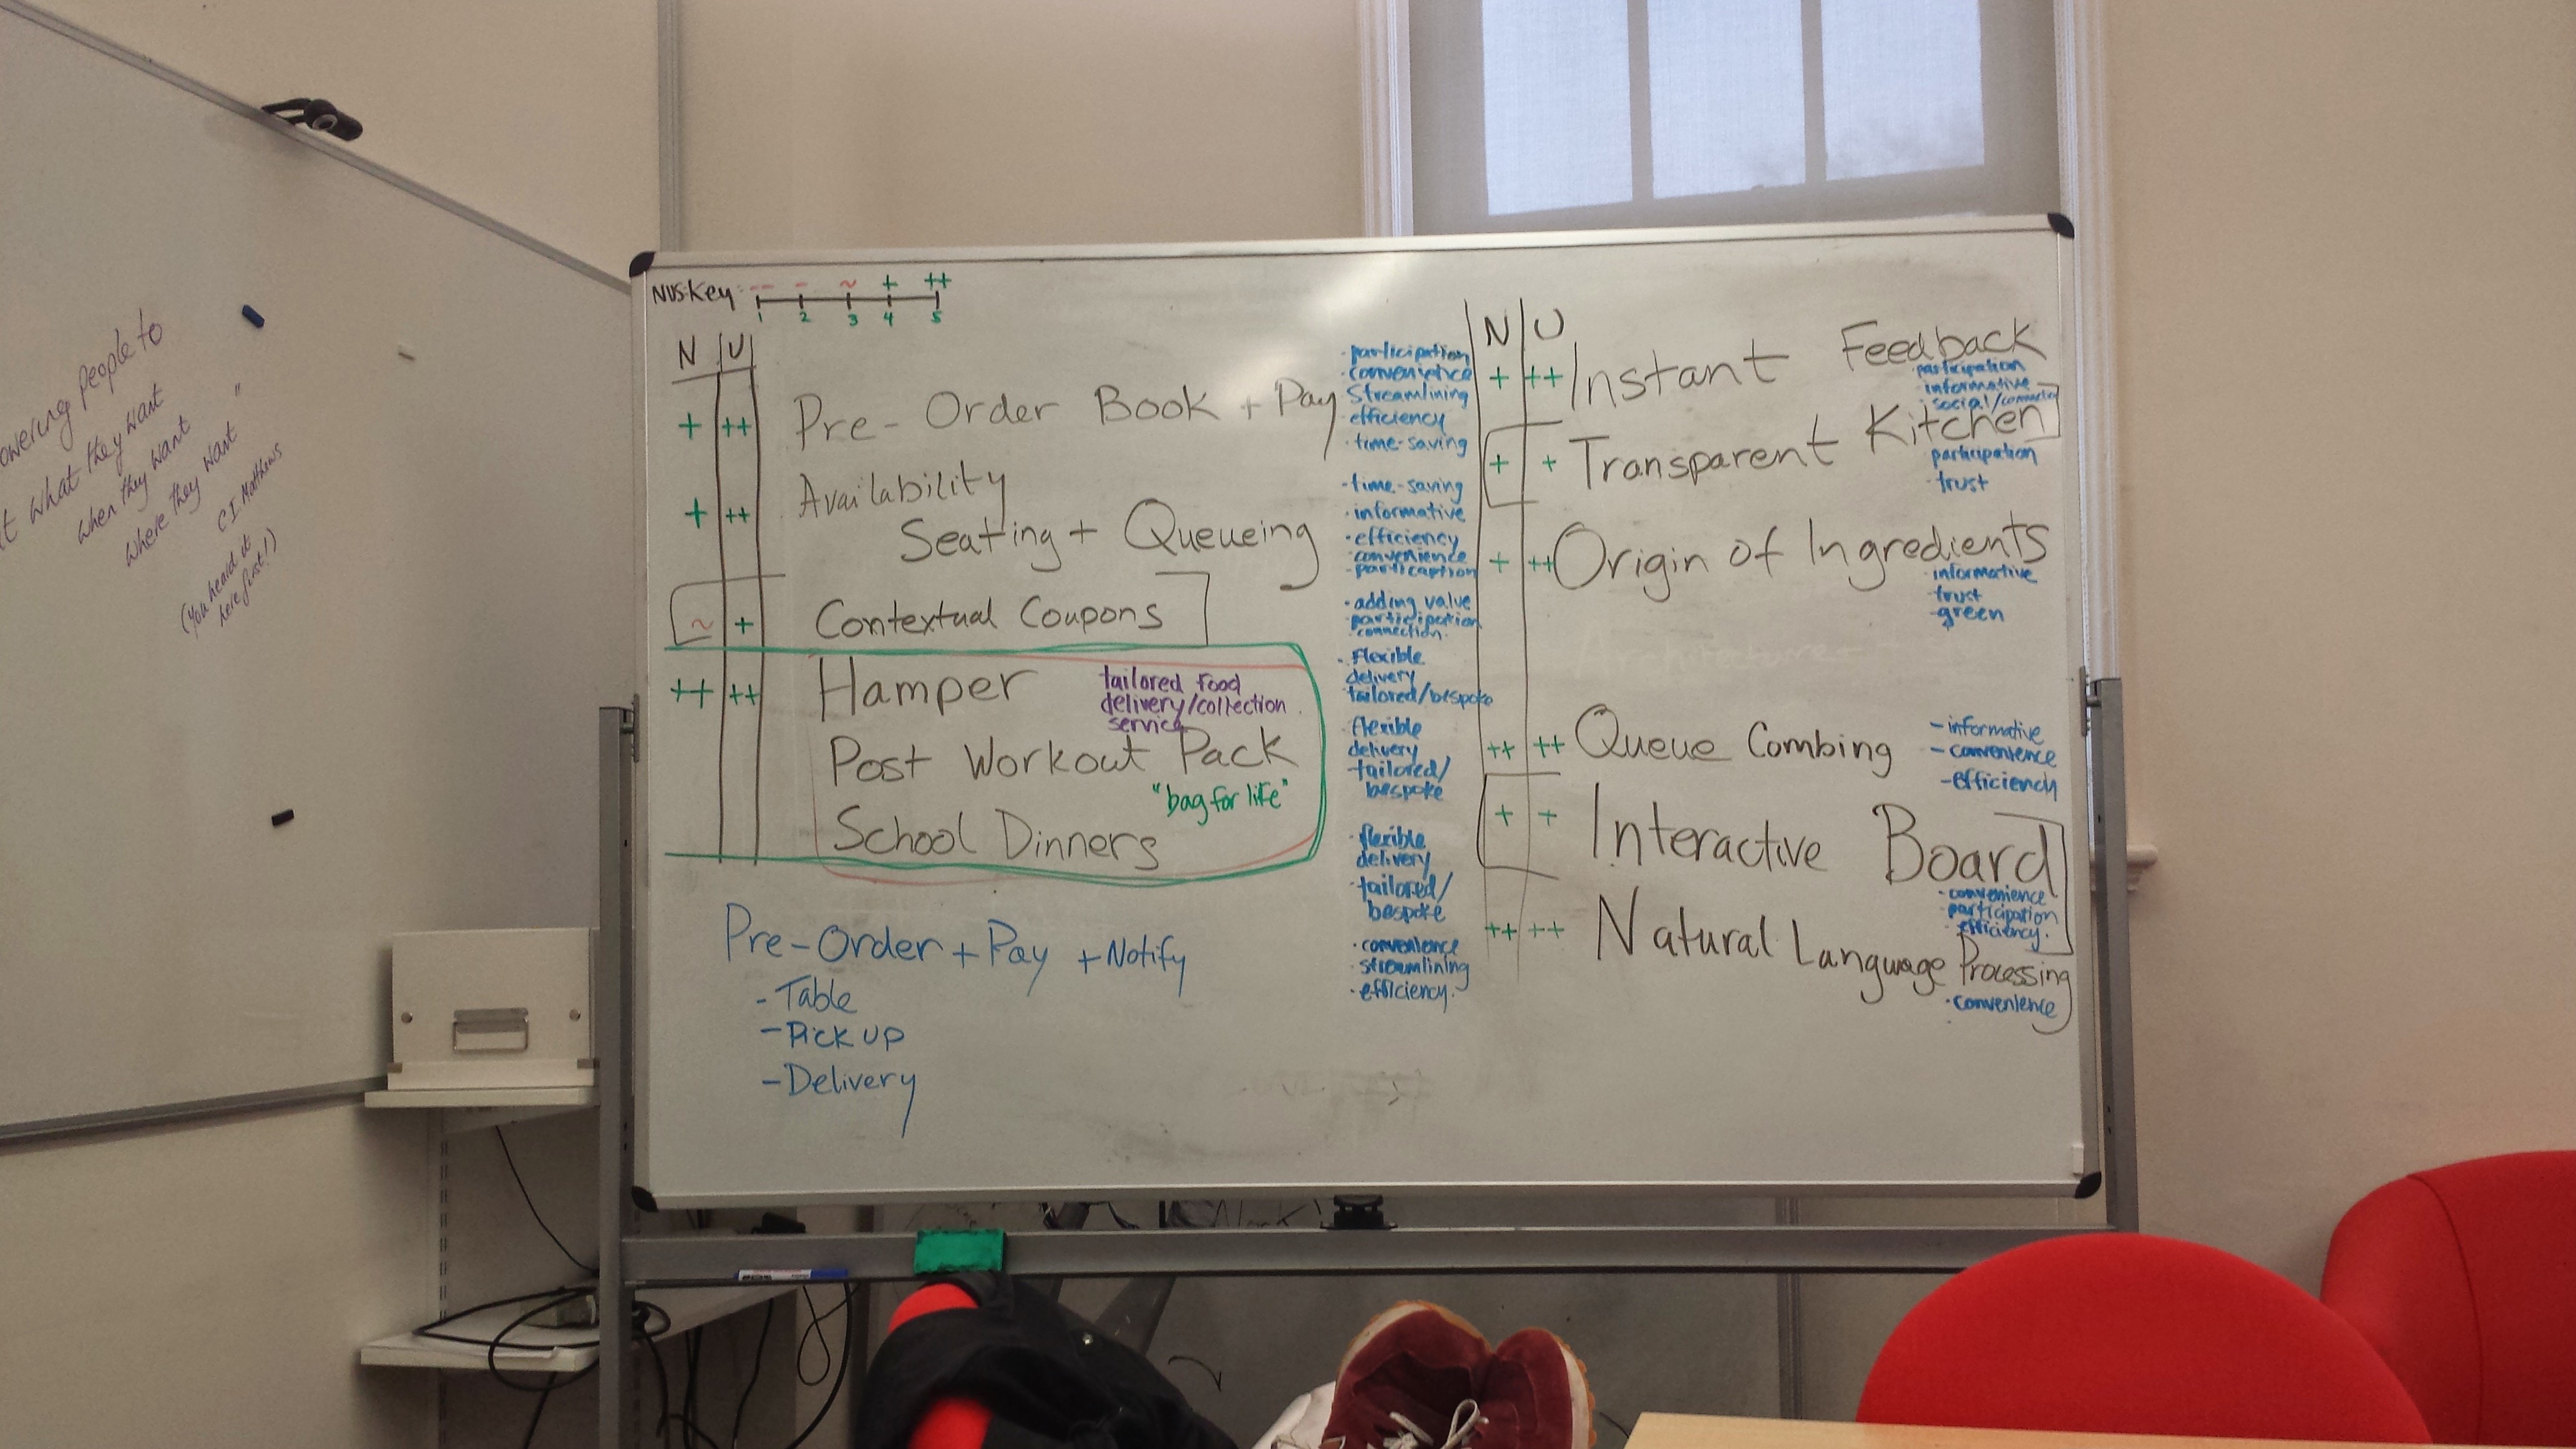 owering people to
what they want
when they want
where they want "
C I Matthews
(You heard it
here first!)
NUS-Key: -- - ~ + ++
1 2 3 4 5
N U
+ ++ Pre-Order Book + Pay
· participation
· convenience
streamlining
· efficiency
· time-saving
+ ++ Availability
Seating + Queueing
· time-saving
· informative
· efficiency
· convenience
· particaption
~ + Contextual Coupons
· adding value
· participation
connection.
++ ++ Hamper
tailored food
delivery/collection
service
· flexible
delivery
tailored/bespoke
Post Workout Pack
"bag for life"
· flexible
delivery
· tailored/
bespoke
School Dinners
· flexible
delivery
· tailored/
bespoke
Pre-Order + Pay + Notify
- Table
- Pick up
- Delivery
· convenience
· streamlining
· efficiency.
N U
+ ++ Instant Feedback
· participation
· informative
· social/
+ + Transparent Kitchen
participation
· trust
+ ++ Origin of Ingredients
· informative
· trust
· green
++ ++ Queue Combing
- informative
- convenience
- efficiency
+ + Interactive Board
· convenience
· participation
· efficiency.
++ ++ Natural Language Processing
· convenience